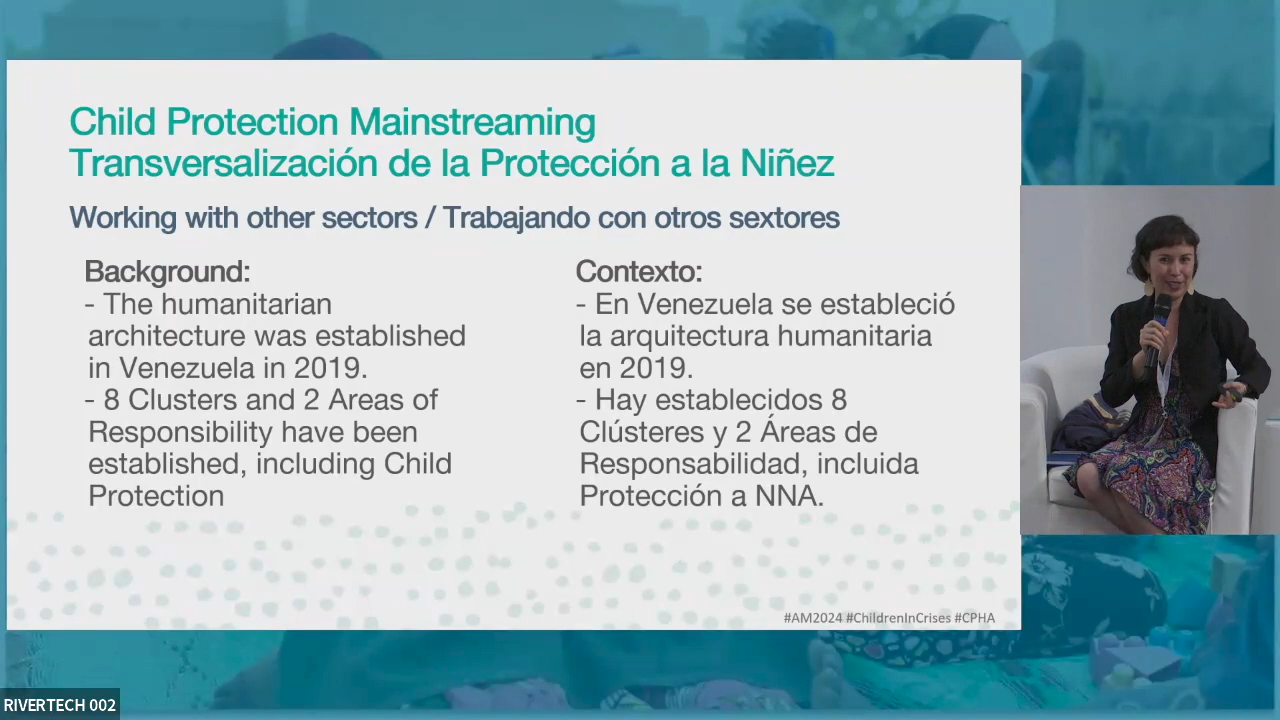 Child Protection Mainstreaming
Transversalización de la Protección a la Niñez
Working with other sectors / Trabajando con otros sextores
Background:
- The humanitarian
architecture was established
in Venezuela in 2019.
- 8 Clusters and 2 Areas of
Responsibility have been
established, including Child
Protection
Contexto:
- En Venezuela se estableció
la arquitectura humanitaria
en 2019.
- Hay establecidos 8
Clústeres y 2 Áreas de
Responsabilidad, incluida
Protección a NNA.
#AM2024 #ChildrenInCrises #CPHA
RIVERTECH 002